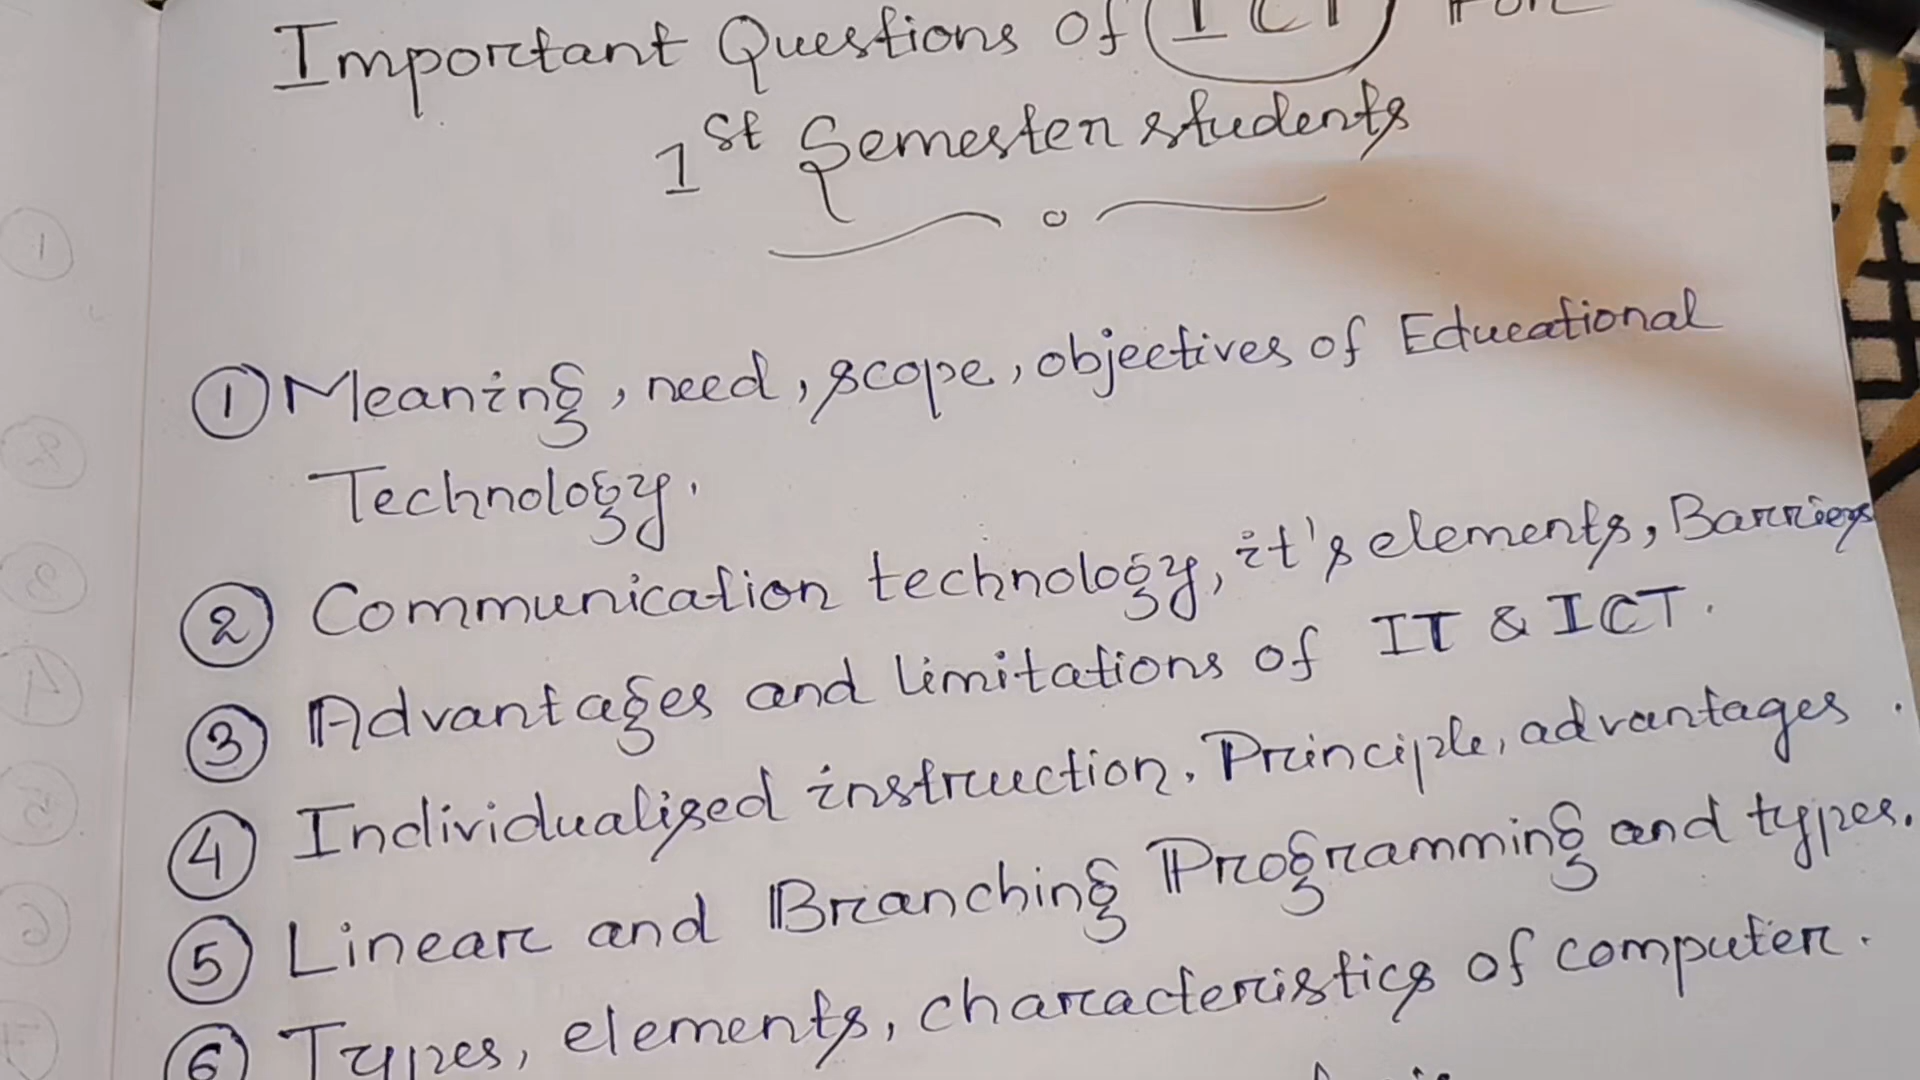 Important Questions of ICT For
1st Semester students
① Meaning, need, scope, objectives of Educational
Technology.
② Communication technology, it's elements, Barriers
③ Advantages and limitations of IT & ICT.
④ Individualised instruction, Principle, advantages.
⑤ Linear and Branching Programming and types.
⑥ Types, elements, characteristics of computer.